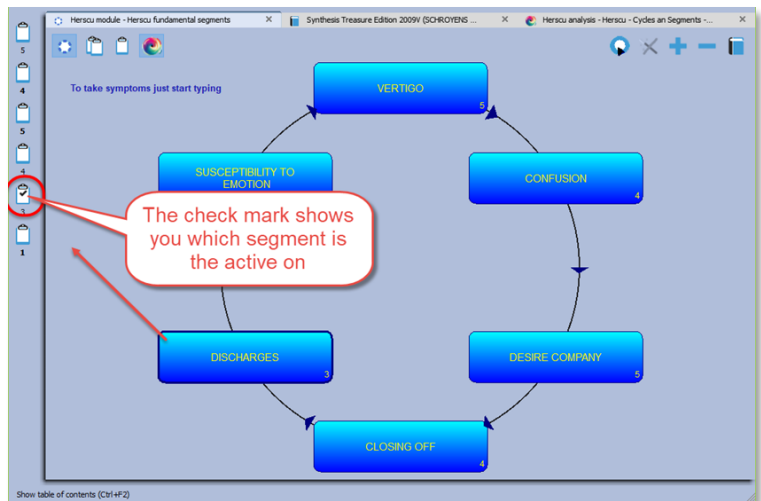 Herscu module - Herscu fundamental segments
Synthesis Treasure Edition 2009V (SCHROYENS ...
Herscu analysis - Herscu - Cycles an Segments -...
5
4
5
4
3
1
To take symptoms just start typing
VERTIGO
5
SUSCEPTIBILITY TO
EMOTION
CONFUSION
4
The check mark shows
you which segment is
the active on
DISCHARGES
3
DESIRE COMPANY
5
CLOSING OFF
4
Show table of contents (Ctrl+F2)